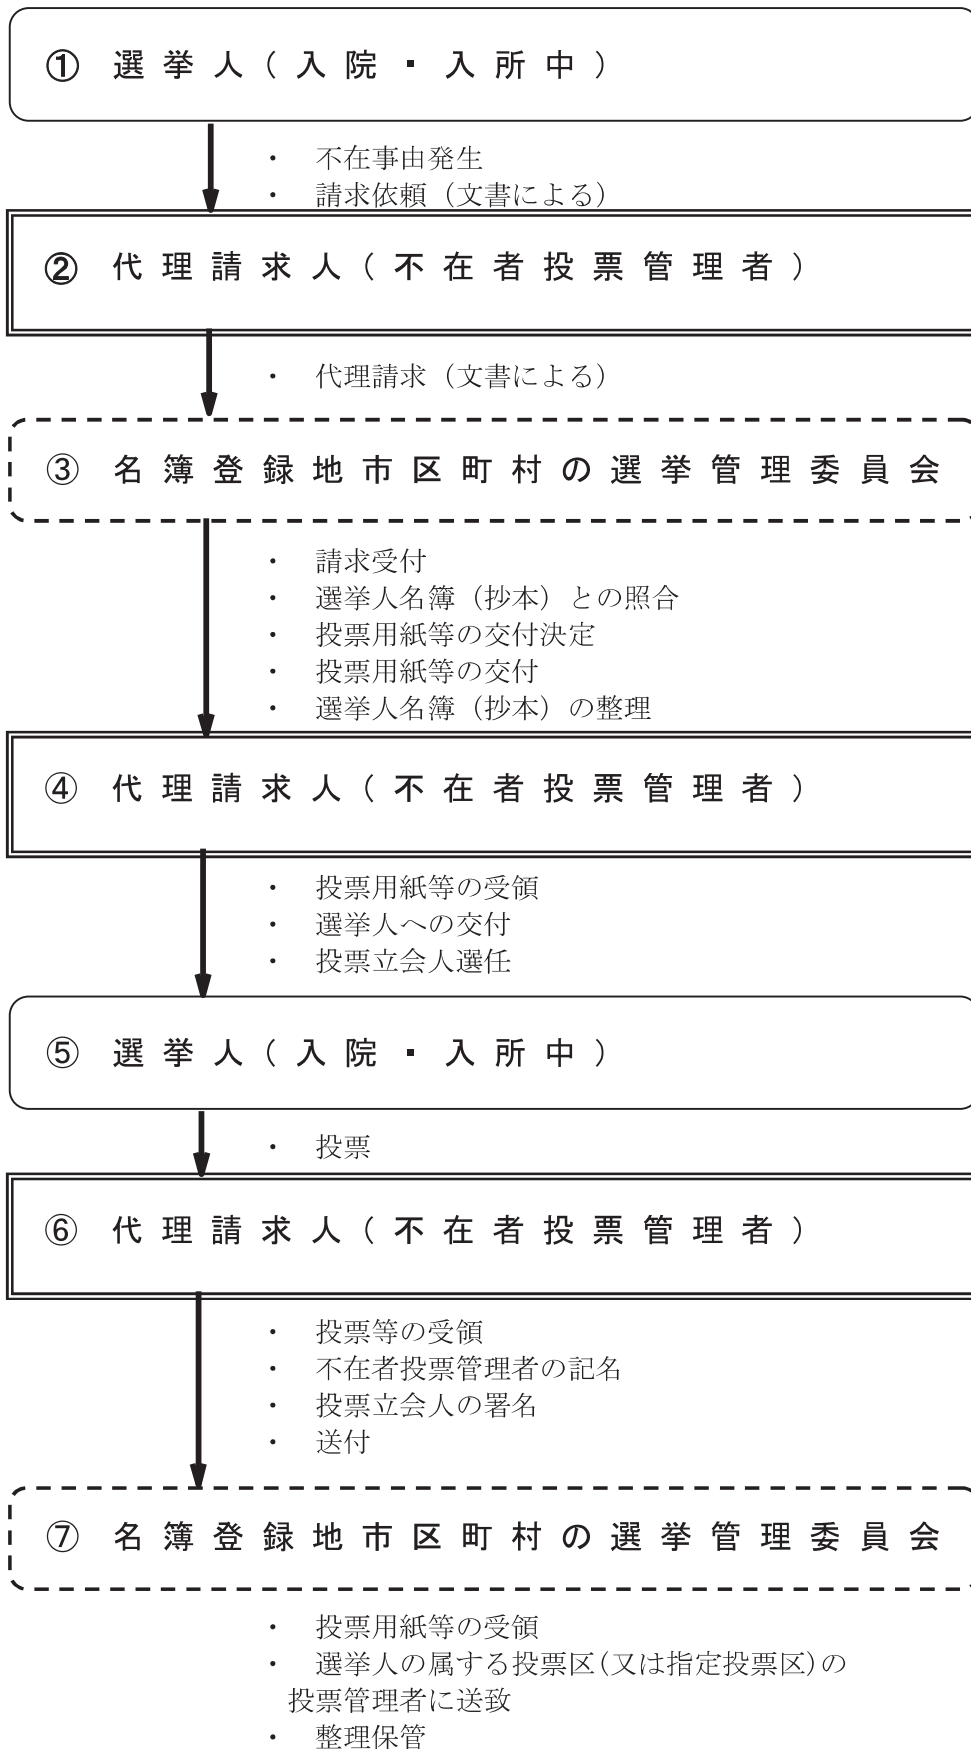 ① 選挙人(入院・入所中)
・ 不在事由発生
・ 請求依頼(文書による)
② 代理請求人(不在者投票管理者)
・ 代理請求(文書による)
③ 名簿登録地市区町村の選挙管理委員会
・ 請求受付
・ 選挙人名簿(抄本)との照合
・ 投票用紙等の交付決定
・ 投票用紙等の交付
・ 選挙人名簿(抄本)の整理
④ 代理請求人(不在者投票管理者)
・ 投票用紙等の受領
・ 選挙人への交付
・ 投票立会人選任
⑤ 選挙人(入院・入所中)
・ 投票
⑥ 代理請求人(不在者投票管理者)
・ 投票等の受領
・ 不在者投票管理者の記名
・ 投票立会人の署名
・ 送付
⑦ 名簿登録地市区町村の選挙管理委員会
・ 投票用紙等の受領
・ 選挙人の属する投票区(又は指定投票区)の
投票管理者に送致
・ 整理保管